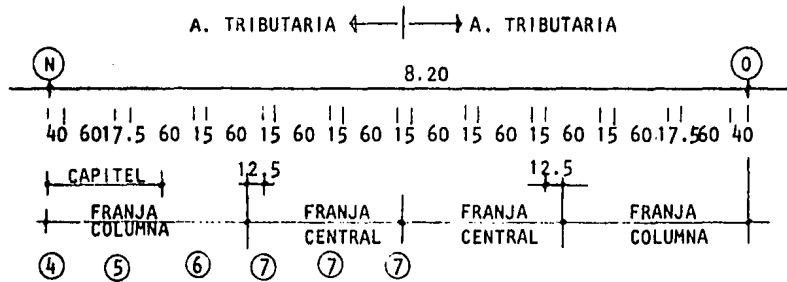 A. TRIBUTARIA A. TRIBUTARIA
N O
8.20
40 60 17.5 60 15 60 15 60 15 60 15 60 15 60 15 60 15 60 17.5 60 40
CAPITEL 12.5 12.5
FRANJA COLUMNA FRANJA CENTRAL FRANJA CENTRAL FRANJA COLUMNA
4 5 6 7 7 7